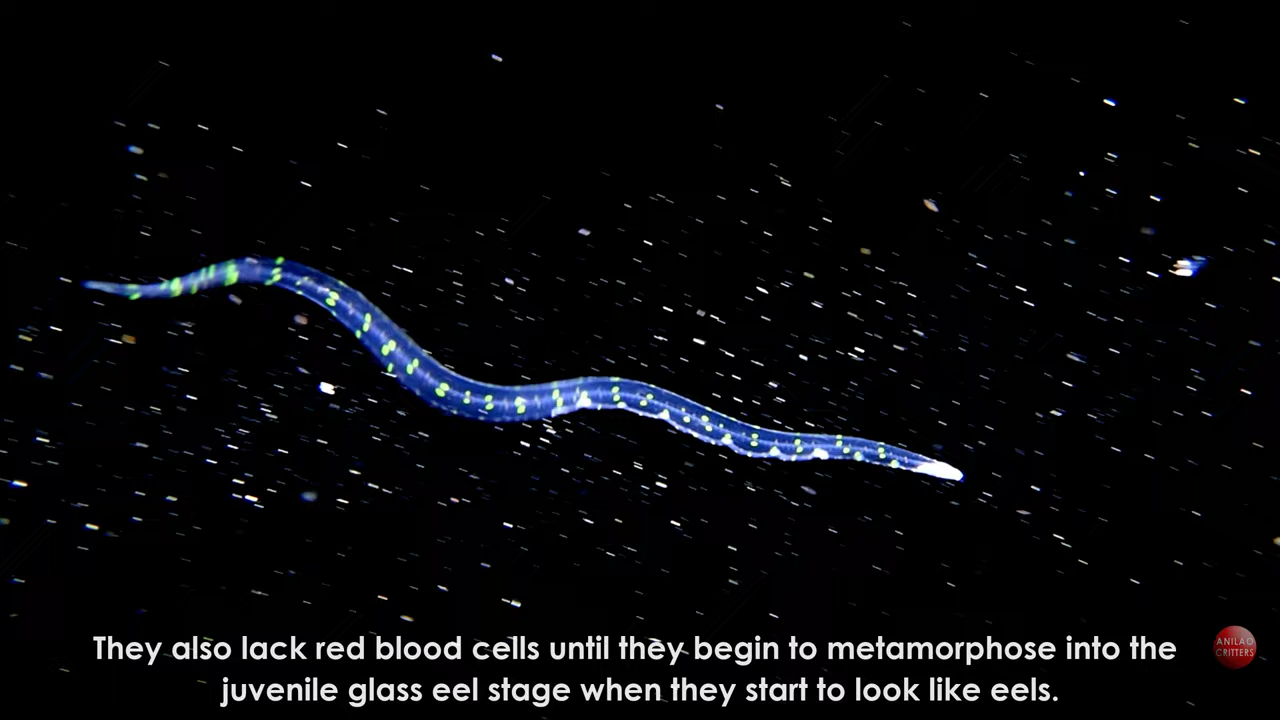 They also lack red blood cells until they begin to metamorphose into the
juvenile glass eel stage when they start to look like eels.
ANILAO
CRITTERS